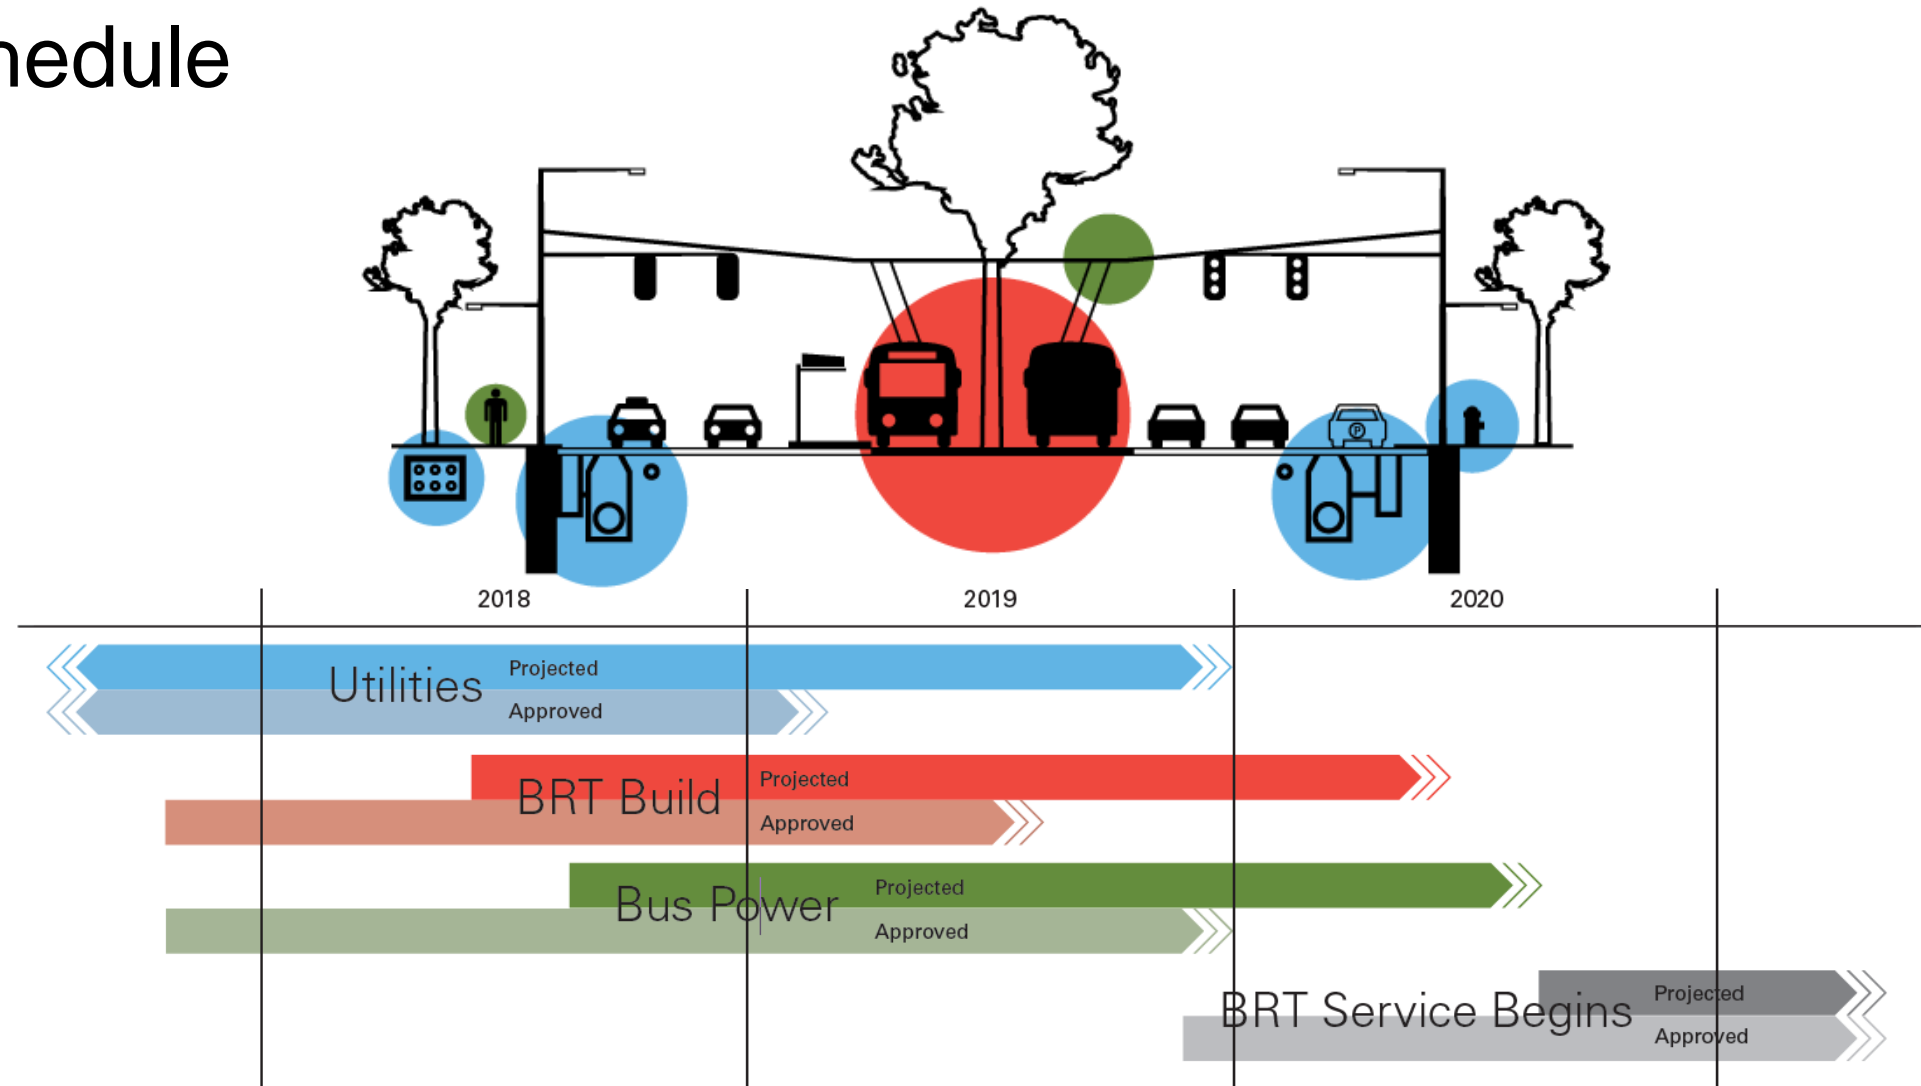 hedule
2018 2019 2020
Utilities
Projected
Approved
BRT Build
Projected
Approved
Bus Power
Projected
Approved
BRT Service Begins
Projected
Approved
P